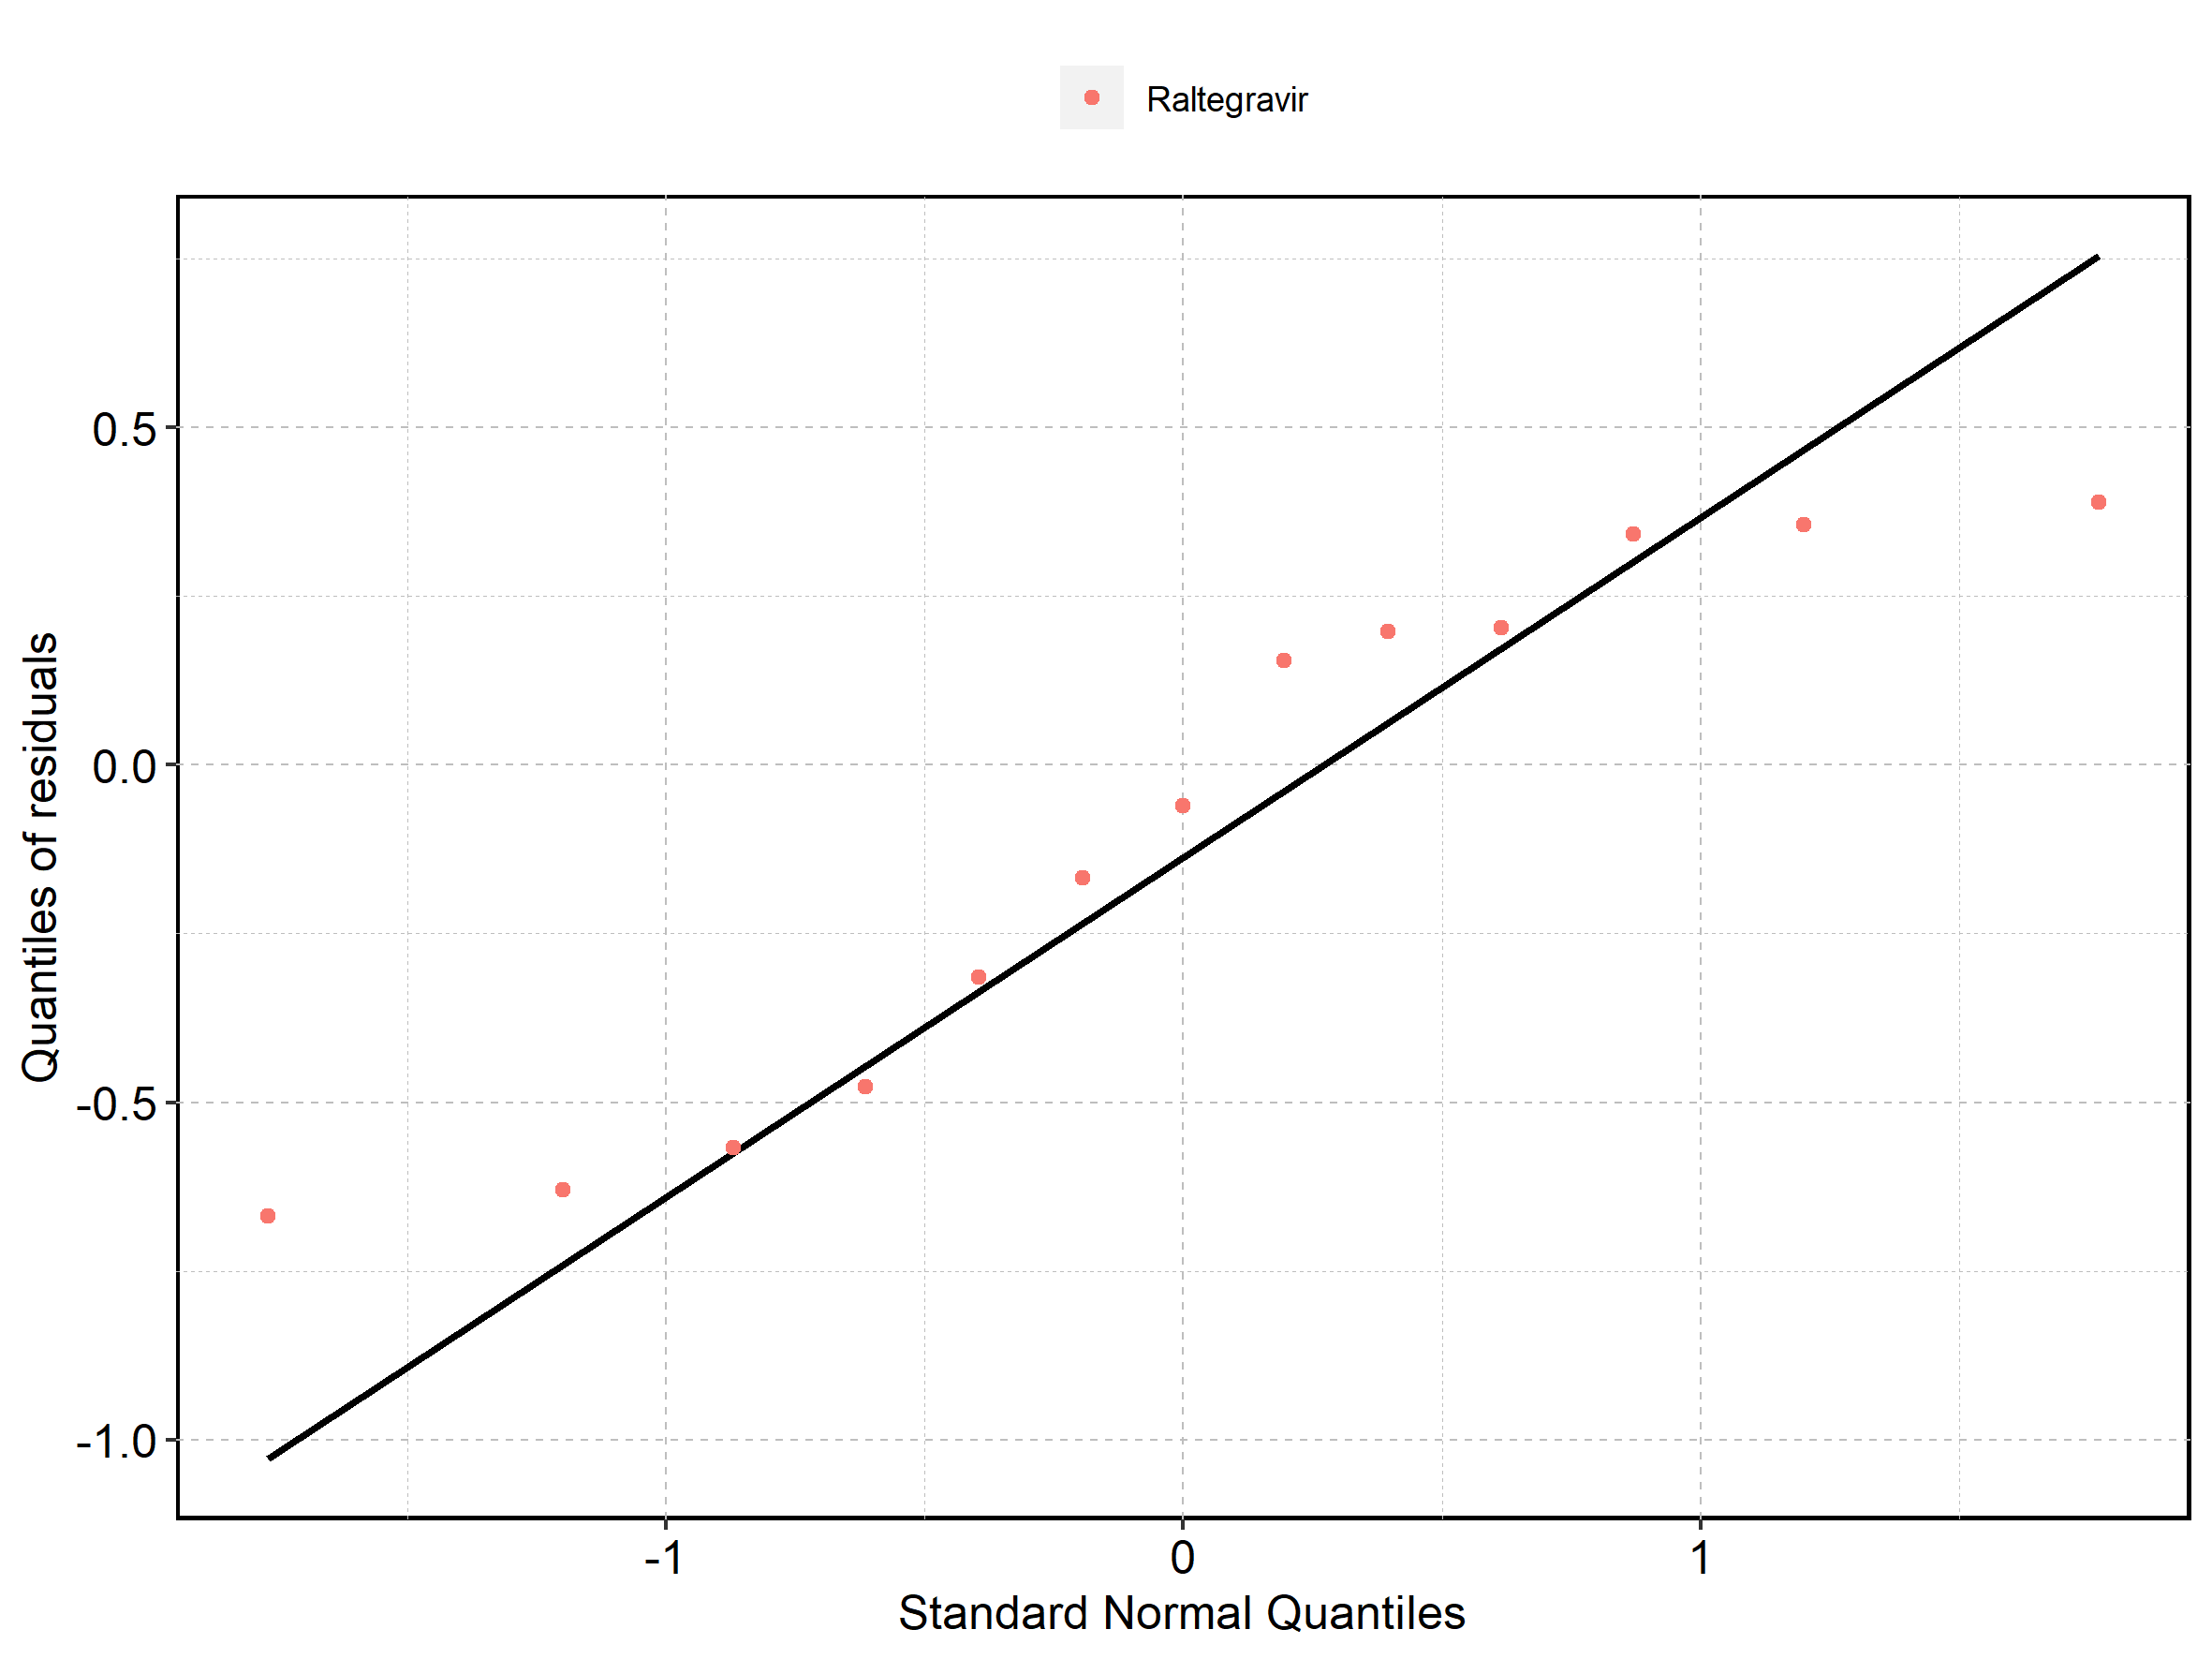 Raltegravir
0.5
0.0
-0.5
-1.0
Quantiles of residuals
-1 0 1
Standard Normal Quantiles